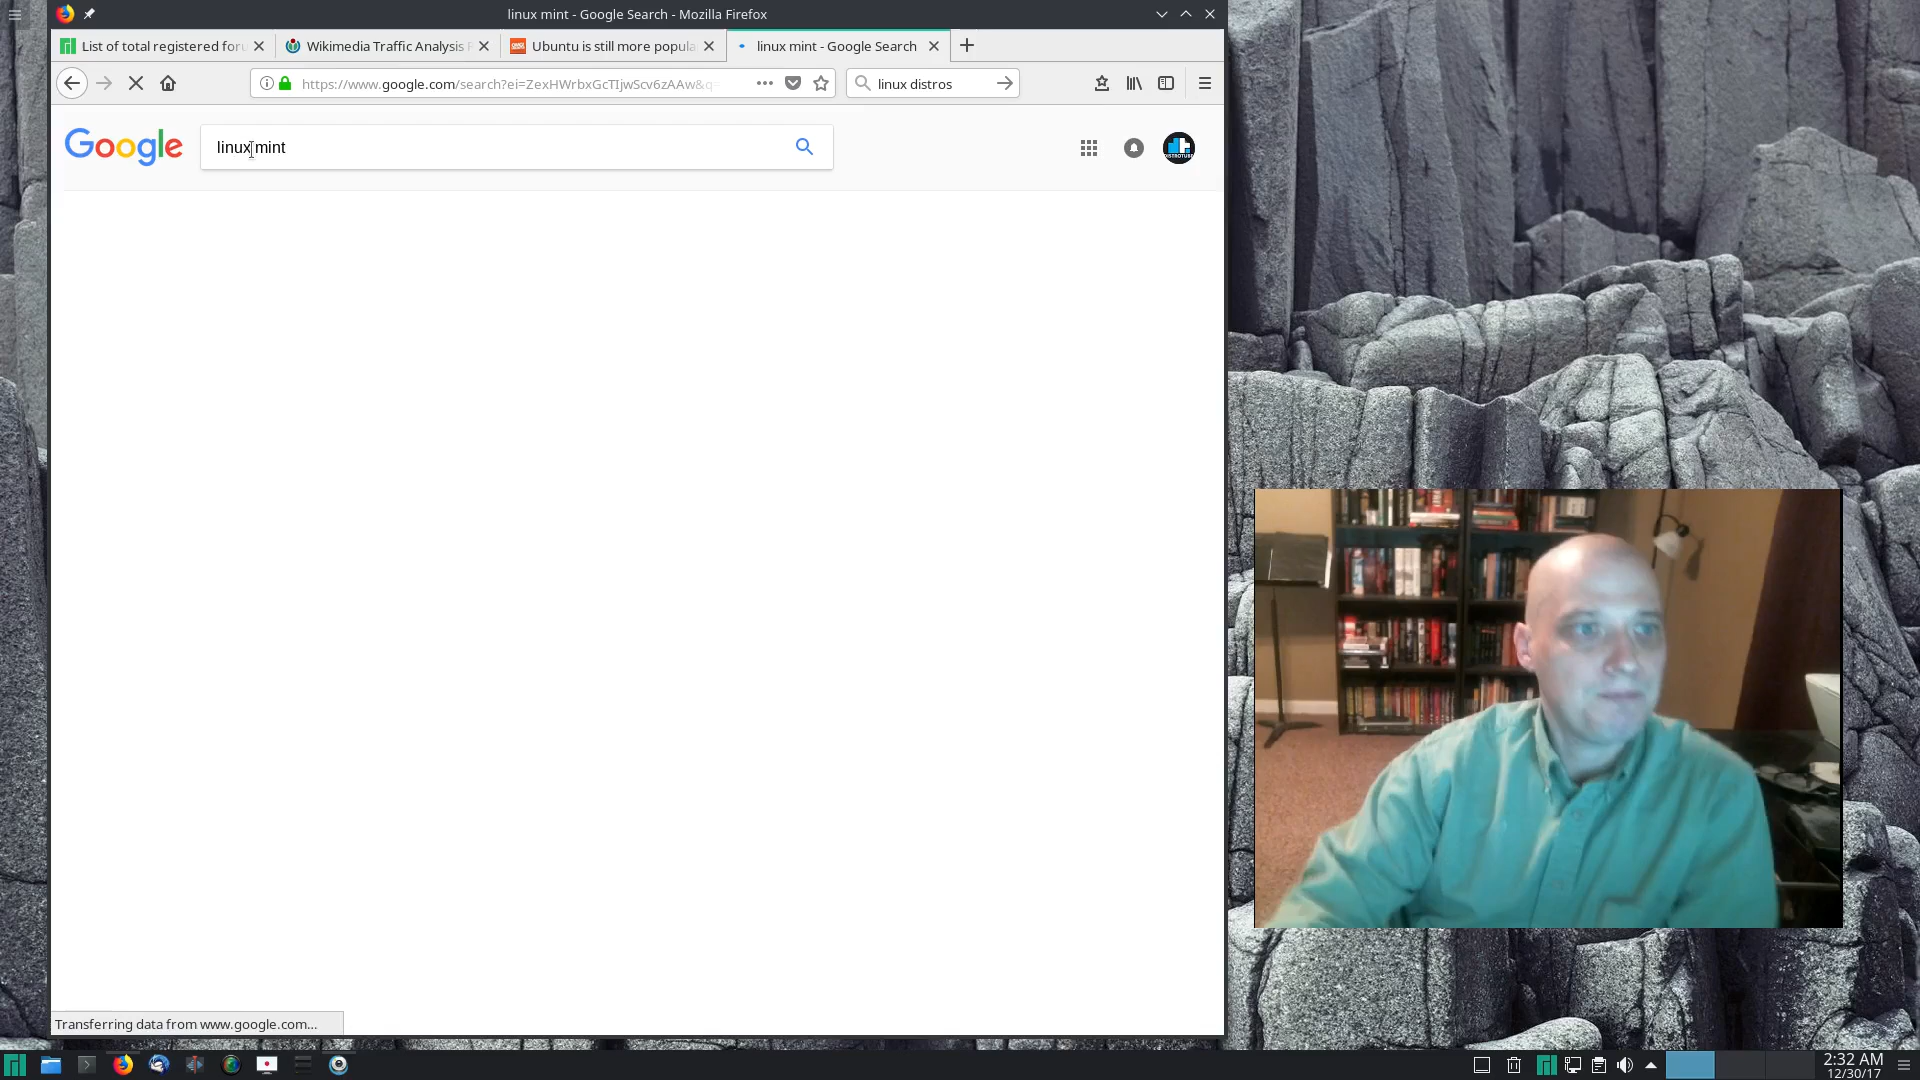 linux mint - Google Search - Mozilla Firefox
List of total registered foru
Wikimedia Traffic Analysis R
Ubuntu is still more popula
linux mint - Google Search
https://www.google.com/search?ei=ZexHWrbxGcTIjwScv6zAAw&q=
linux distros
Google
linux mint
DISTROTUBE
Transferring data from www.google.com...
2:32 AM
12/30/17